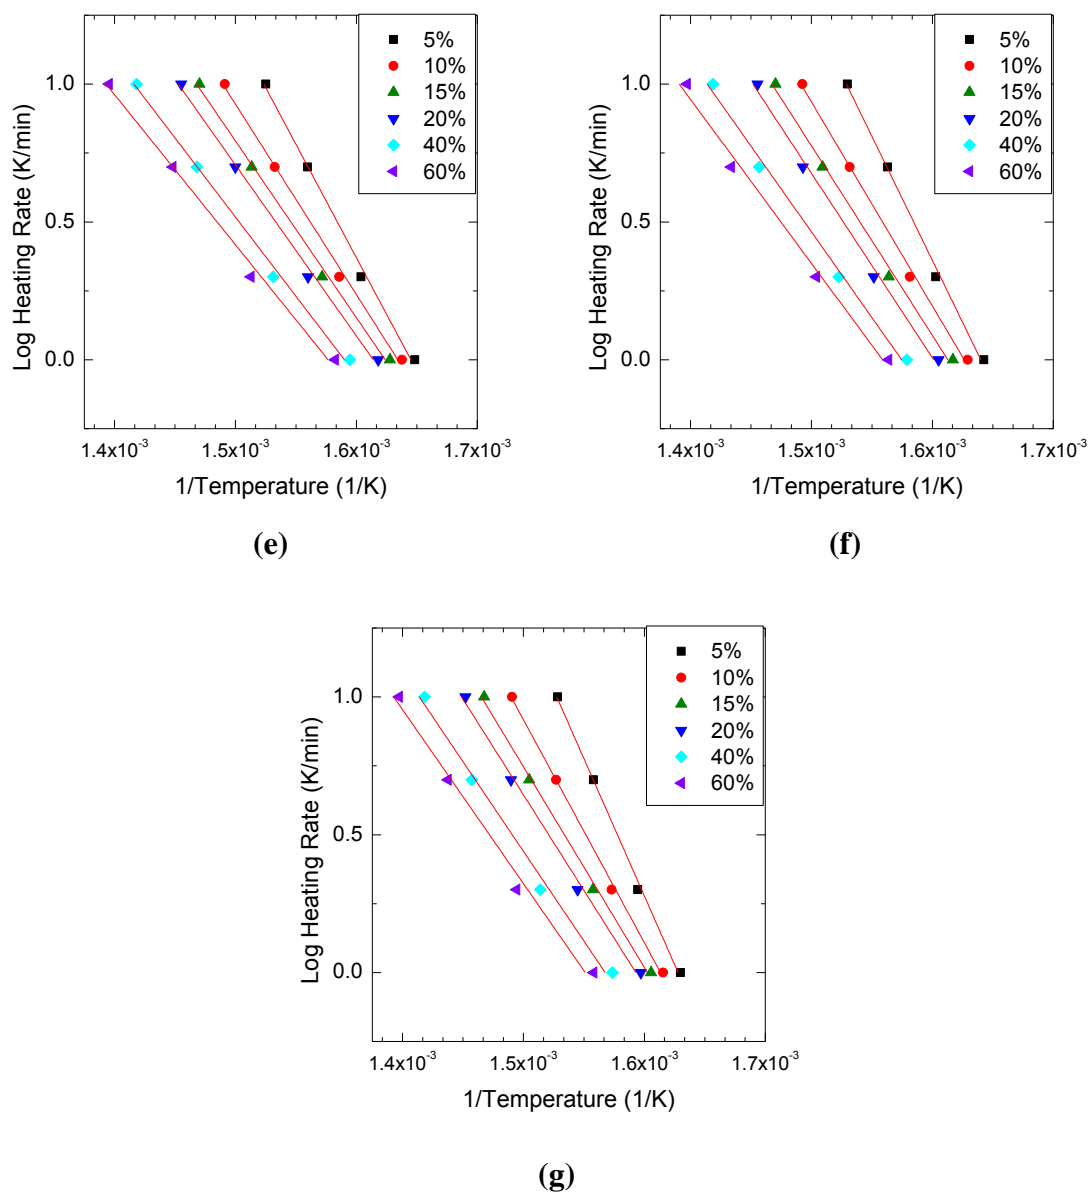 5%
10%
15%
20%
40%
60%
1.0
0.5
0.0
Log Heating Rate (K/min)
1.4x10⁻³ 1.5x10⁻³ 1.6x10⁻³ 1.7x10⁻³
1/Temperature (1/K)
(e)
5%
10%
15%
20%
40%
60%
1.0
0.5
0.0
Log Heating Rate (K/min)
1.4x10⁻³ 1.5x10⁻³ 1.6x10⁻³ 1.7x10⁻³
1/Temperature (1/K)
(f)
5%
10%
15%
20%
40%
60%
1.0
0.5
0.0
Log Heating Rate (K/min)
1.4x10⁻³ 1.5x10⁻³ 1.6x10⁻³ 1.7x10⁻³
1/Temperature (1/K)
(g)